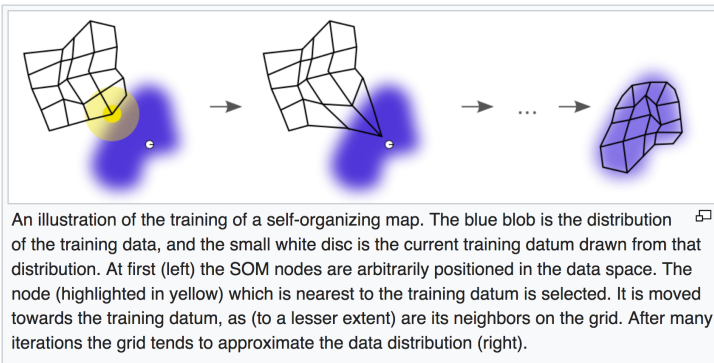 ...
An illustration of the training of a self-organizing map. The blue blob is the distribution
of the training data, and the small white disc is the current training datum drawn from that
distribution. At first (left) the SOM nodes are arbitrarily positioned in the data space. The
node (highlighted in yellow) which is nearest to the training datum is selected. It is moved
towards the training datum, as (to a lesser extent) are its neighbors on the grid. After many
iterations the grid tends to approximate the data distribution (right).